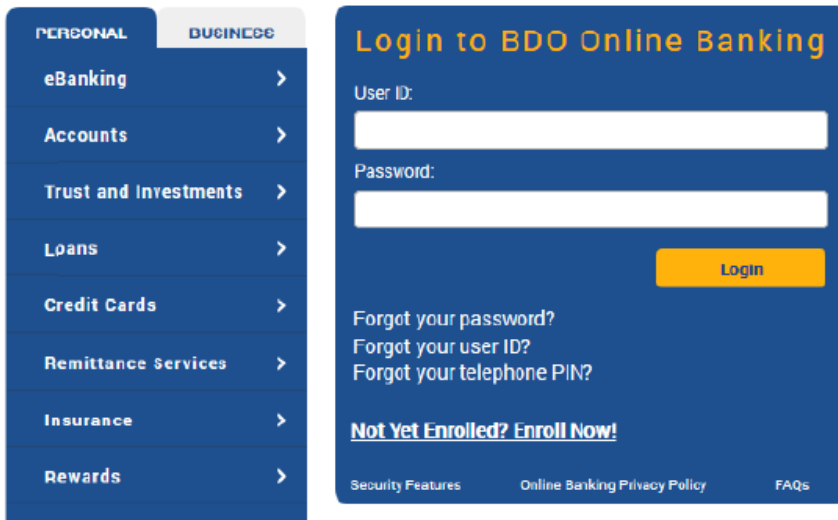 PERSONAL
BUSINESS
eBanking
Accounts
Trust and Investments
Loans
Credit Cards
Remittance Services
Insurance
Rewards
Login to BDO Online Banking
User ID:
Password:
Login
Forgot your password?
Forgot your user ID?
Forgot your telephone PIN?
Not Yet Enrolled? Enroll Now!
Security Features
Online Banking Privacy Policy
FAQs